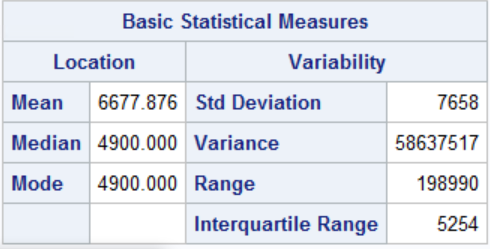 Basic Statistical Measures
Location Variability
Mean 6677.876 Std Deviation 7658
Median 4900.000 Variance 58637517
Mode 4900.000 Range 198990
Interquartile Range 5254